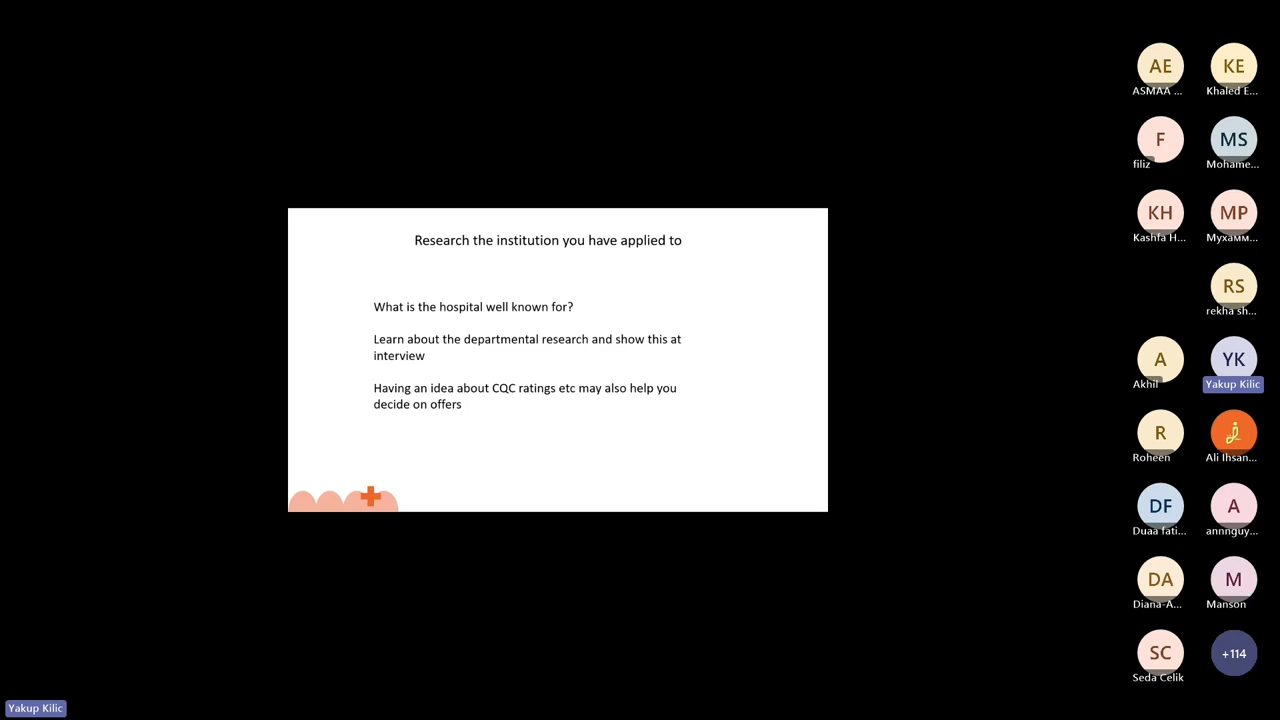 Research the institution you have applied to
What is the hospital well known for?
Learn about the departmental research and show this at
interview
Having an idea about CQC ratings etc may also help you
decide on offers
AE
ASMAA ...
KE
Khaled E...
F
filiz
MS
Mohame...
KH
Kashfa H...
MP
Мухамм...
RS
rekha sh...
A
Akhil
YK
Yakup Kilic
R
Roheen
Ali Ihsan...
DF
Duaa fati...
A
annnguy...
DA
Diana-A...
M
Manson
SC
Seda Celik
+114
Yakup Kilic